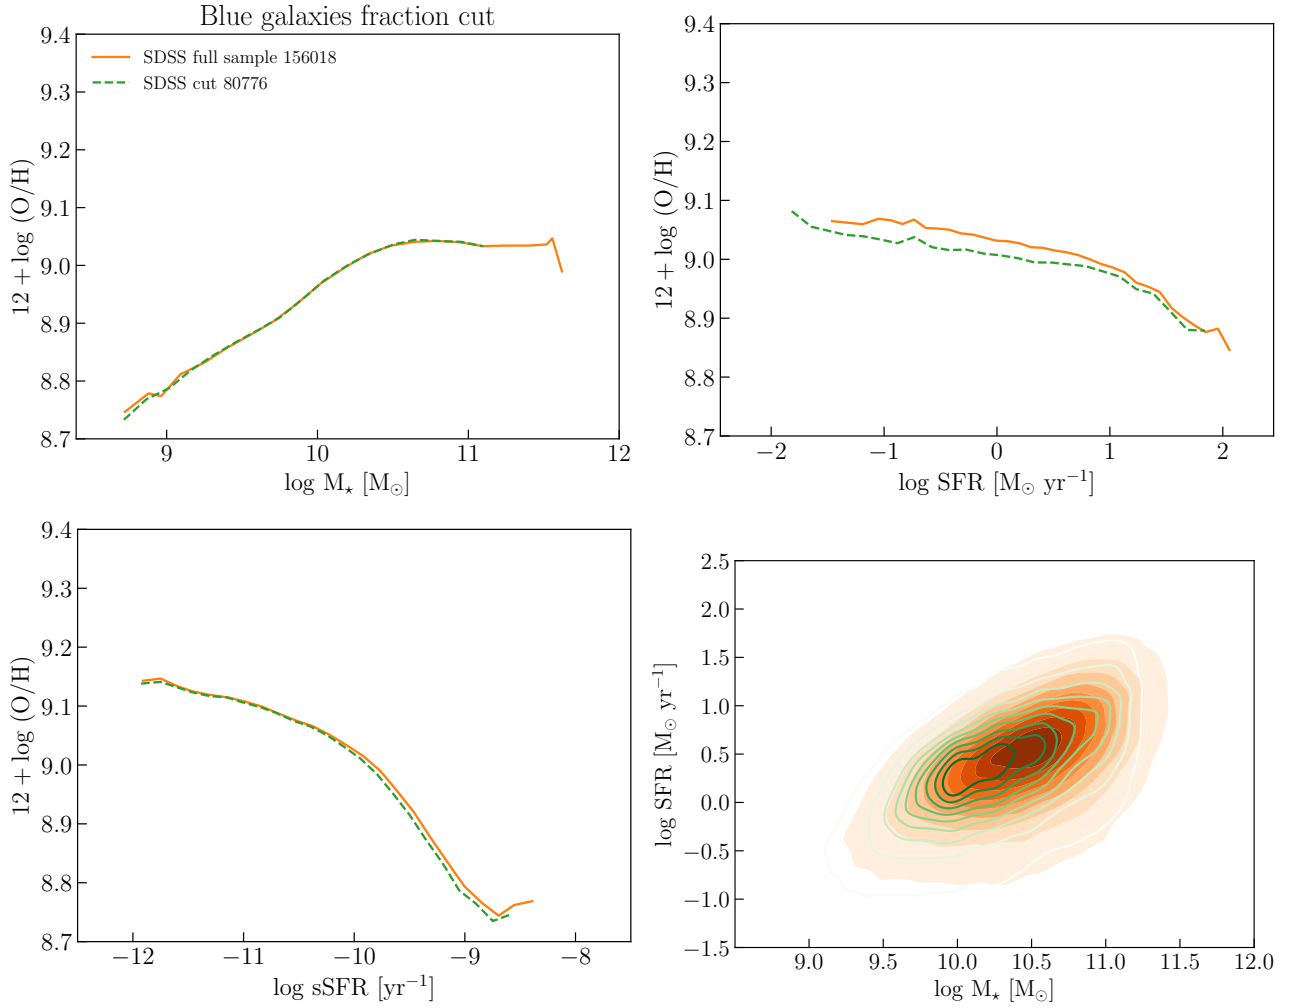 Blue galaxies fraction cut
SDSS full sample 156018
SDSS cut 80776
12 + log (O/H)
9.4
9.3
9.2
9.1
9.0
8.9
8.8
8.7
9 10 11 12
log M⋆ [M⊙]
12 + log (O/H)
9.4
9.3
9.2
9.1
9.0
8.9
8.8
8.7
−2 −1 0 1 2
log SFR [M⊙ yr⁻¹]
12 + log (O/H)
9.4
9.3
9.2
9.1
9.0
8.9
8.8
8.7
−12 −11 −10 −9 −8
log sSFR [yr⁻¹]
log SFR [M⊙ yr⁻¹]
2.5
2.0
1.5
1.0
0.5
0.0
−0.5
−1.0
−1.5
9.0 9.5 10.0 10.5 11.0 11.5 12.0
log M⋆ [M⊙]